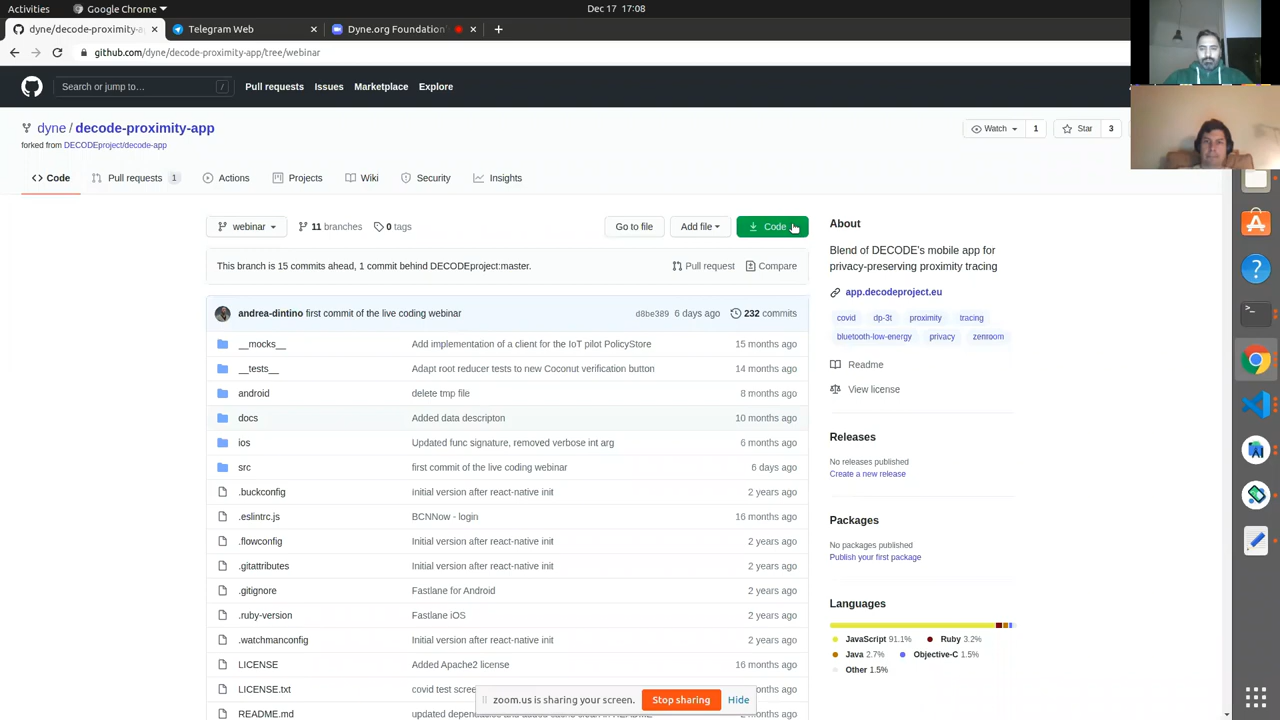 Activities
Google Chrome
Dec 17 17:08
dyne/decode-proximity-ap
Telegram Web
Dyne.org Foundation'
github.com/dyne/decode-proximity-app/tree/webinar
Search or jump to…
/
Pull requests
Issues
Marketplace
Explore
dyne / decode-proximity-app
forked from DECODEproject/decode-app
Watch
1
Star
3
Code
Pull requests
1
Actions
Projects
Wiki
Security
Insights
webinar
11 branches
0 tags
Go to file
Add file
Code
This branch is 15 commits ahead, 1 commit behind DECODEproject:master.
Pull request
Compare
andrea-dintino first commit of the live coding webinar
d8be389 6 days ago
232 commits
__mocks__
Add implementation of a client for the IoT pilot PolicyStore
15 months ago
__tests__
Adapt root reducer tests to new Coconut verification button
14 months ago
android
delete tmp file
8 months ago
docs
Added data descripton
10 months ago
ios
Updated func signature, removed verbose int arg
6 months ago
src
first commit of the live coding webinar
6 days ago
.buckconfig
Initial version after react-native init
2 years ago
.eslintrc.js
BCNNow - login
16 months ago
.flowconfig
Initial version after react-native init
2 years ago
.gitattributes
Initial version after react-native init
2 years ago
.gitignore
Fastlane for Android
2 years ago
.ruby-version
Fastlane iOS
2 years ago
.watchmanconfig
Initial version after react-native init
2 years ago
LICENSE
Added Apache2 license
16 months ago
LICENSE.txt
covid test scree
months ago
README.md
months ago
About
Blend of DECODE's mobile app for
privacy-preserving proximity tracing
app.decodeproject.eu
covid
dp-3t
proximity
tracing
bluetooth-low-energy
privacy
zenroom
Readme
View license
Releases
No releases published
Create a new release
Packages
No packages published
Publish your first package
Languages
JavaScript 91.1%
Ruby 3.2%
Java 2.7%
Objective-C 1.5%
Other 1.5%
zoom.us is sharing your screen.
Stop sharing
Hide